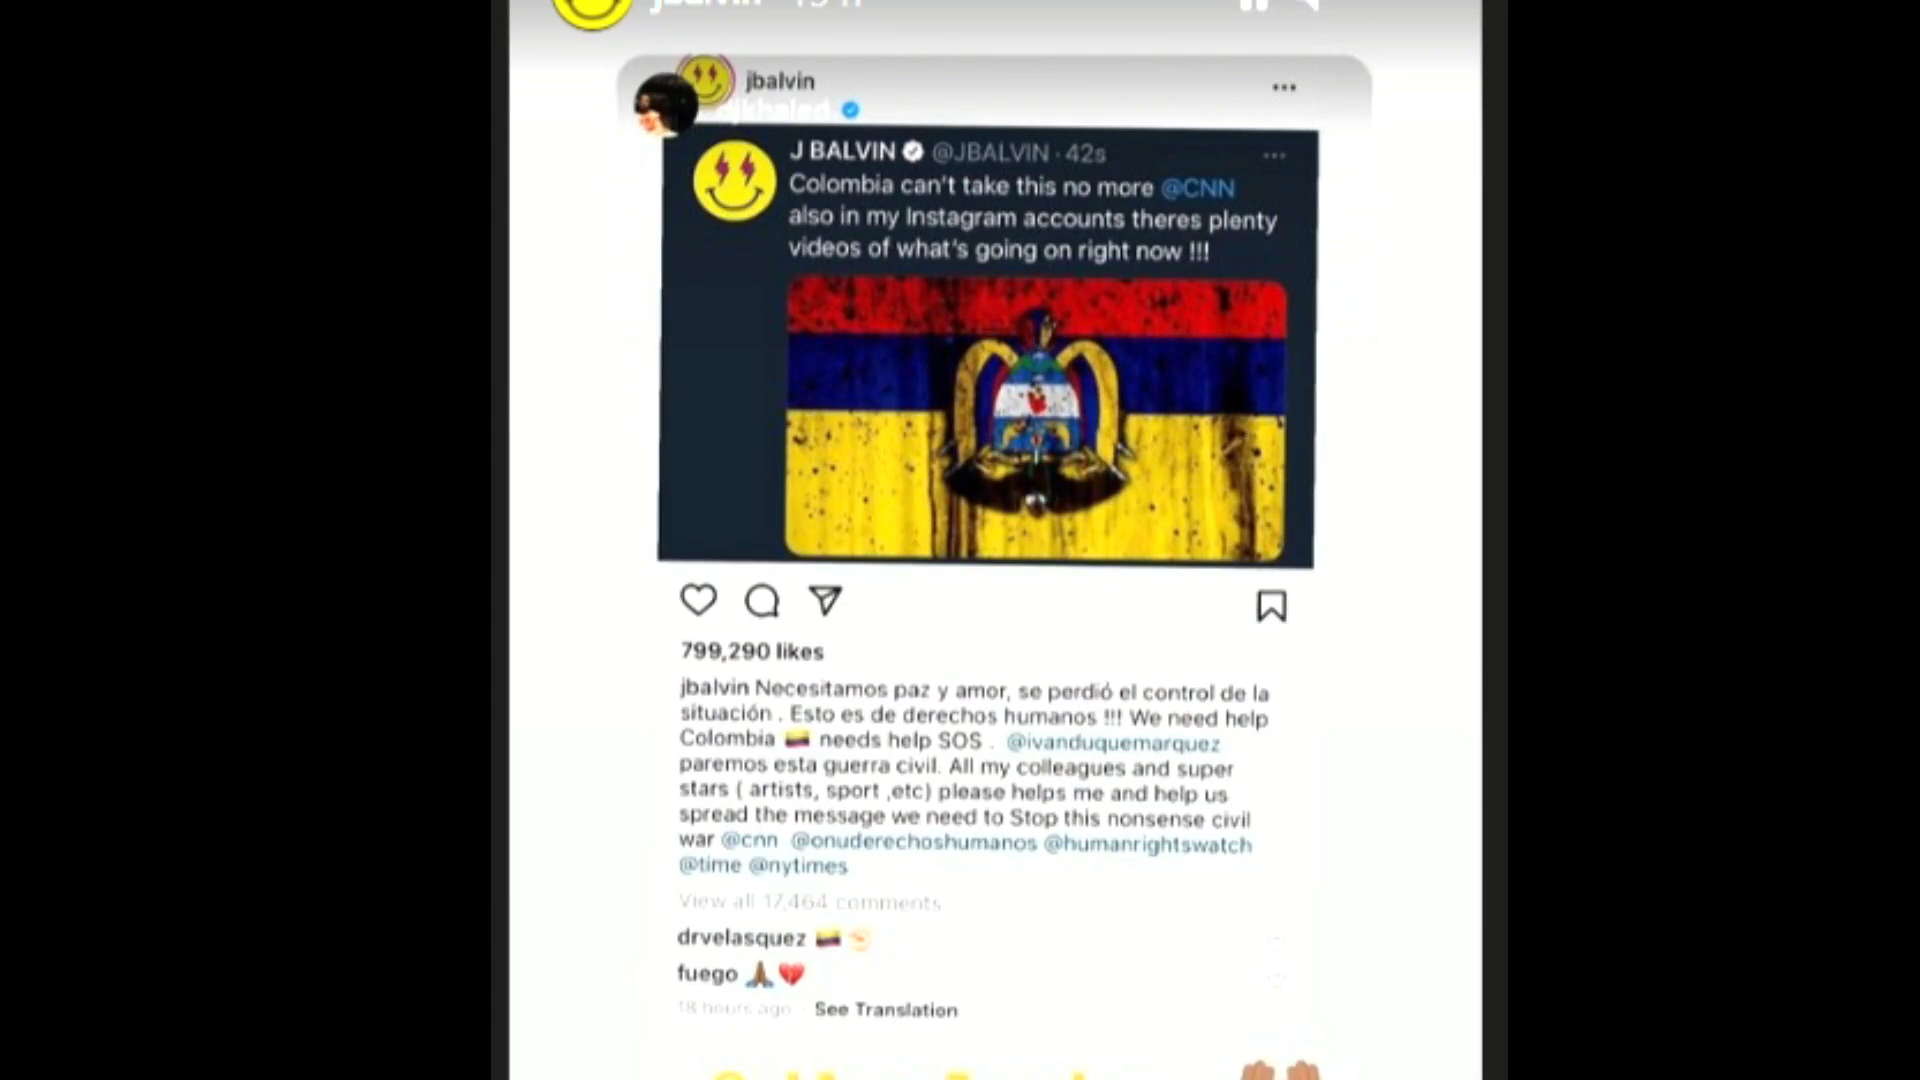 jbalvin
djkhaled
J BALVIN @JBALVIN · 42s
Colombia can't take this no more @CNN
also in my Instagram accounts theres plenty
videos of what's going on right now !!!
799,290 likes
jbalvin Necesitamos paz y amor, se perdió el control de la
situación . Esto es de derechos humanos !!! We need help
Colombia 🇨🇴 needs help SOS . @ivanduquemarquez
paremos esta guerra civil. All my colleagues and super
stars ( artists, sport ,etc) please helps me and help us
spread the message we need to Stop this nonsense civil
war @cnn @onuderechoshumanos @humanrightswatch
@time @nytimes
View all 17,464 comments
drvelasquez 🇨🇴
fuego 🙏🏾💔
18 hours ago · See Translation